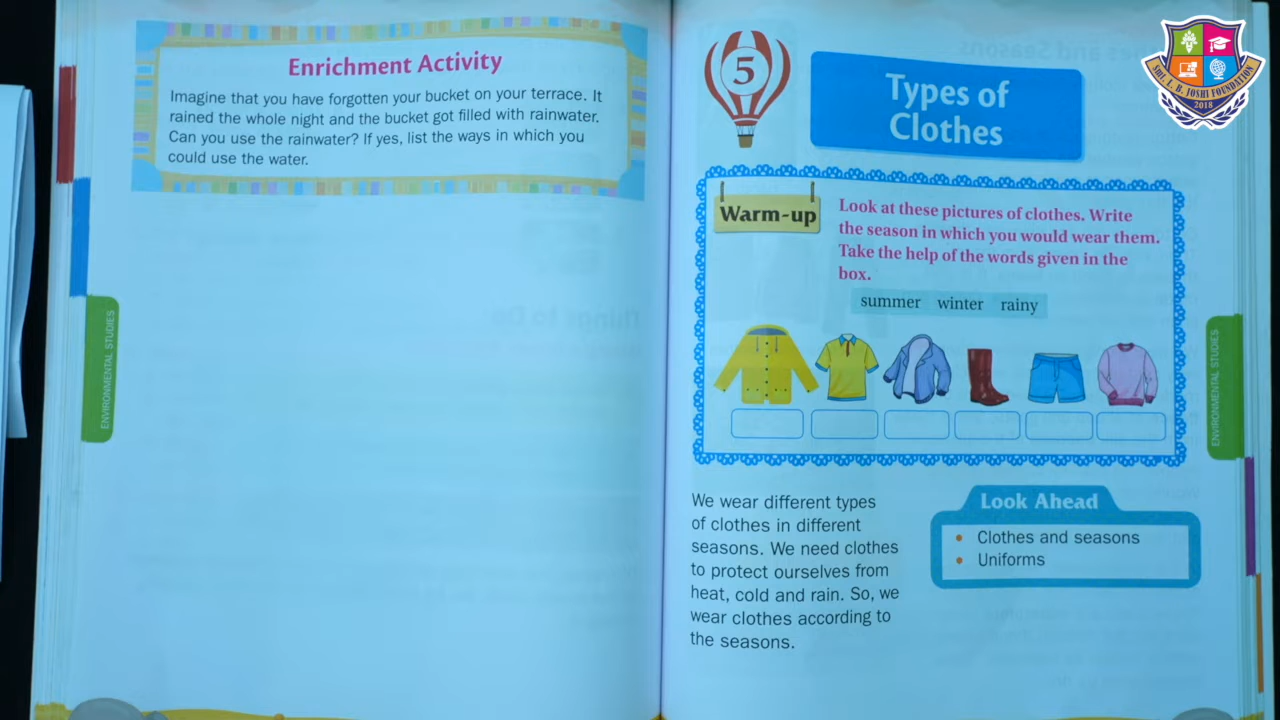 Enrichment Activity
Imagine that you have forgotten your bucket on your terrace. It
rained the whole night and the bucket got filled with rainwater.
Can you use the rainwater? If yes, list the ways in which you
could use the water.
ENVIRONMENTAL STUDIES
5
Types of
Clothes
Warm-up
Look at these pictures of clothes. Write
the season in which you would wear them.
Take the help of the words given in the
box.
summer winter rainy
We wear different types
of clothes in different
seasons. We need clothes
to protect ourselves from
heat, cold and rain. So, we
wear clothes according to
the seasons.
Look Ahead
• Clothes and seasons
• Uniforms
ENVIRONMENTAL STUDIES
SHL. I. B. JOSHI FOUNDATION
2018